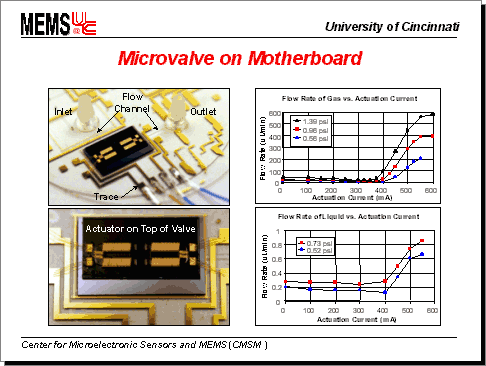 MEMS @ UC
University of Cincinnati
Microvalve on Motherboard
Inlet
Flow
Channel
Outlet
Trace
Actuator on Top of Valve
Flow Rate of Gas vs. Actuation Current
Flow Rate (uL/min)
600
500
400
300
200
100
0
1.39 psi
0.96 psi
0.56 psi
0 100 200 300 400 500 600
Actuation Current (mA)
Flow Rate of Liquid vs. Actuation Current
Flow Rate (uL/min)
1
0.8
0.6
0.4
0.2
0
0.73 psi
0.52 psi
0 100 200 300 400 500 600
Actuation Current (mA)
Center for Microelectronic Sensors and MEMS (CMSM )